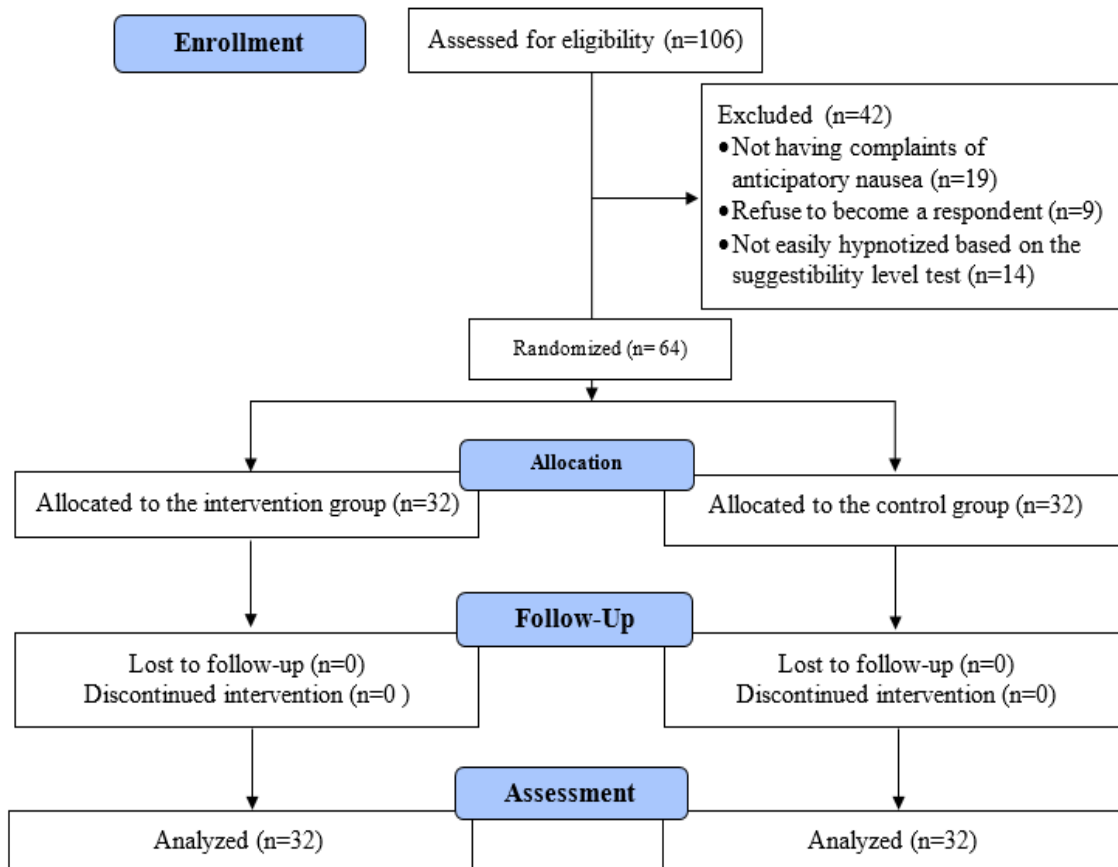 Enrollment
Assessed for eligibility (n=106)
Excluded (n=42)
•Not having complaints of
anticipatory nausea (n=19)
•Refuse to become a respondent (n=9)
•Not easily hypnotized based on the
suggestibility level test (n=14)
Randomized (n= 64)
Allocation
Allocated to the intervention group (n=32)
Allocated to the control group (n=32)
Follow-Up
Lost to follow-up (n=0)
Discontinued intervention (n=0 )
Lost to follow-up (n=0)
Discontinued intervention (n=0)
Assessment
Analyzed (n=32)
Analyzed (n=32)